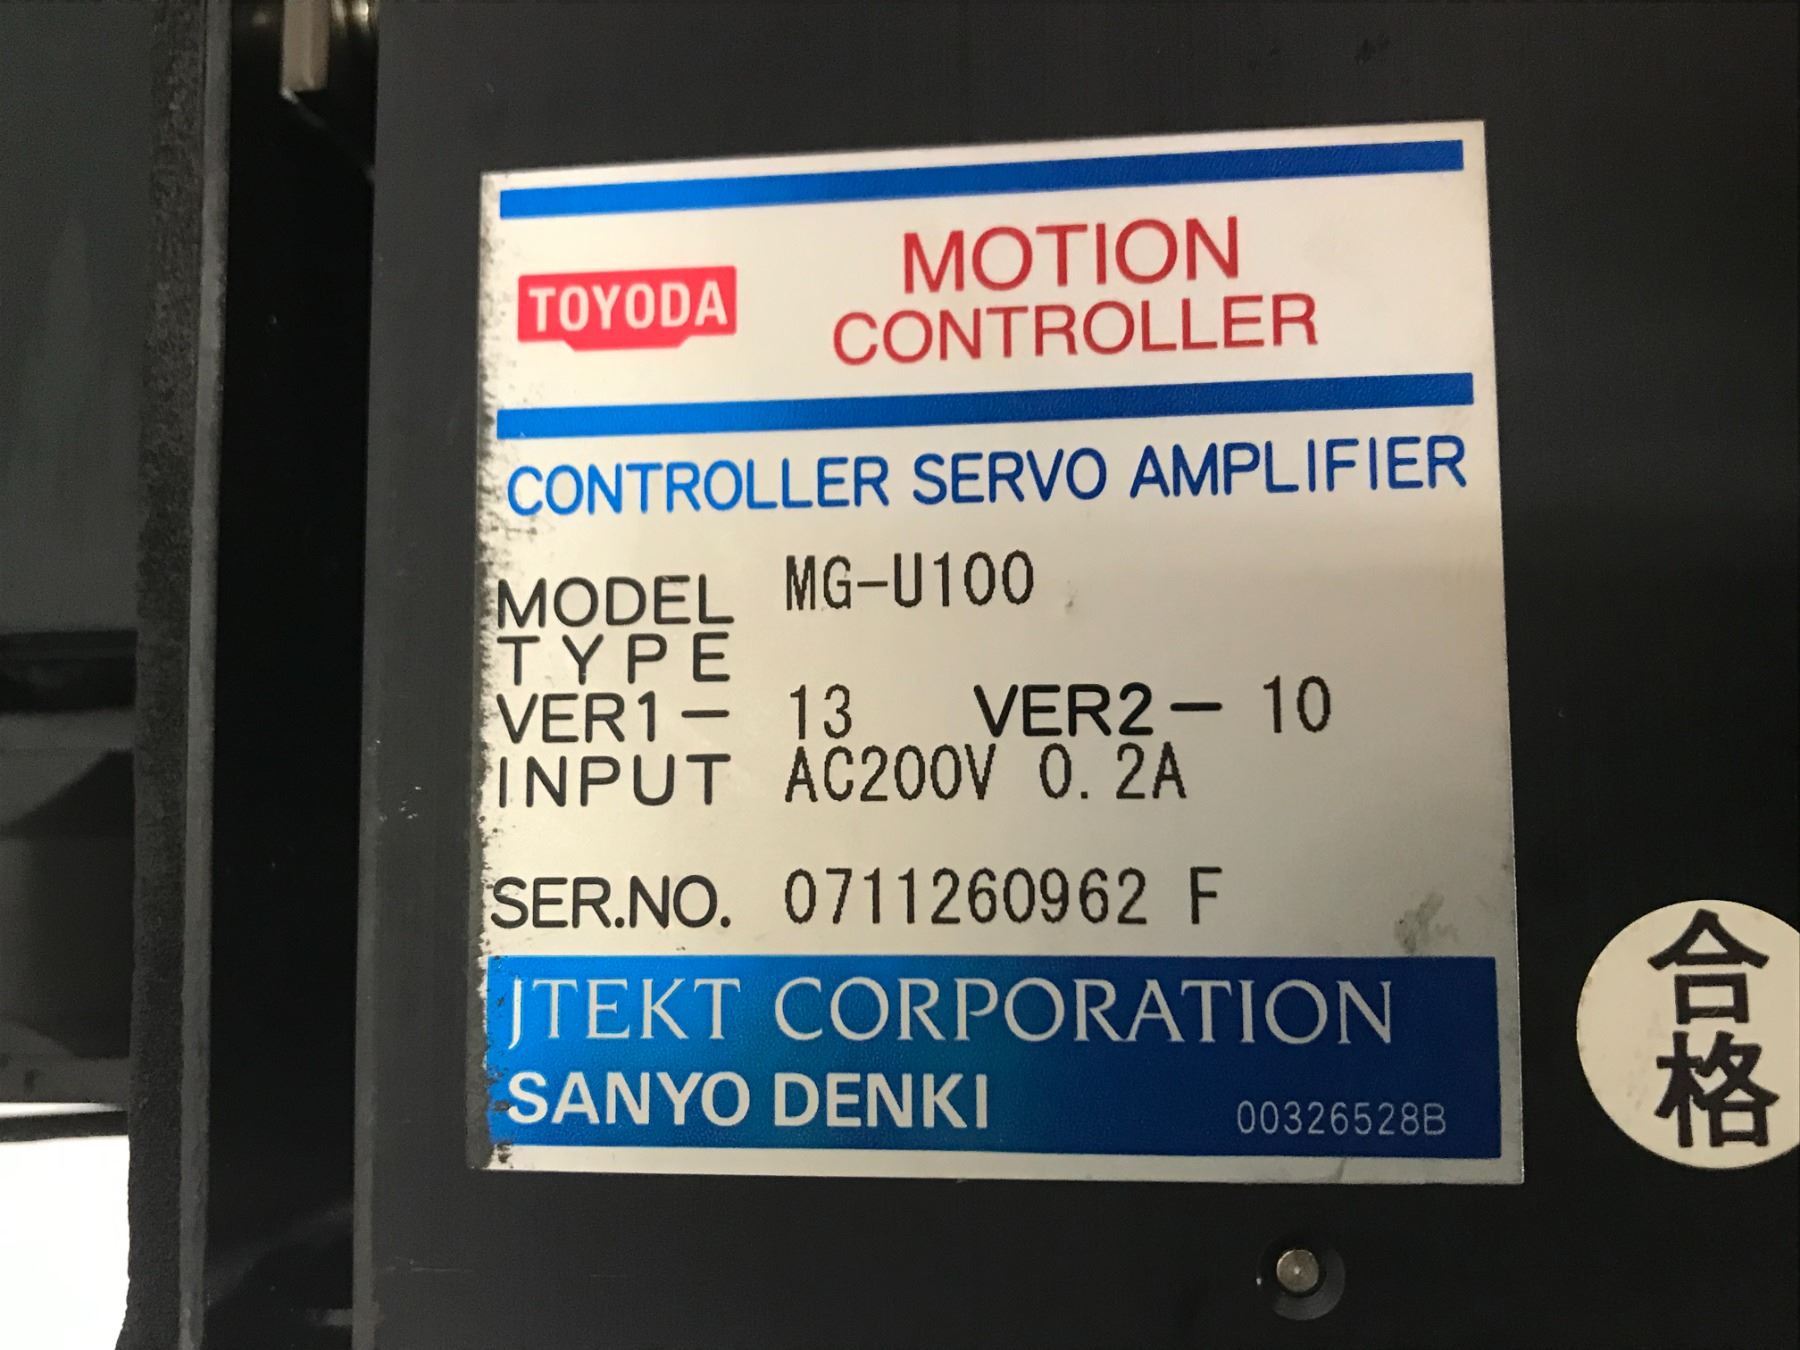 TOYODA
MOTION
CONTROLLER
CONTROLLER SERVO AMPLIFIER
MODEL MG-U100
TYPE
VER1- 13 VER2- 10
INPUT AC200V 0.2A
SER.NO. 0711260962 F
JTEKT CORPORATION
SANYO DENKI 00326528B
合格